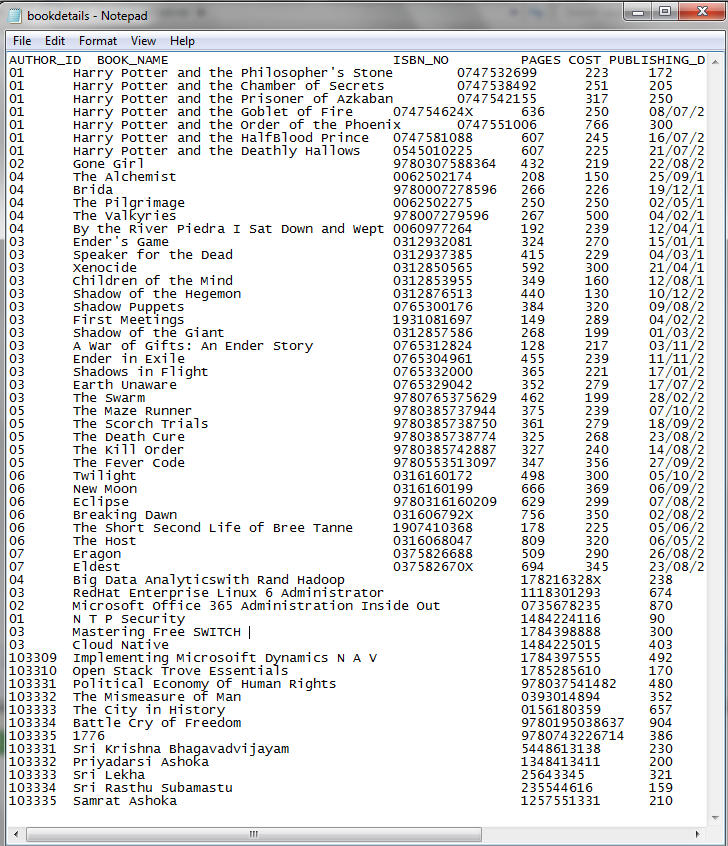 bookdetails - Notepad
File Edit Format View Help
AUTHOR_ID BOOK_NAME ISBN_NO PAGES COST PUBLISHING_D
01 Harry Potter and the Philosopher's Stone 0747532699 223 172
01 Harry Potter and the Chamber of Secrets 0747538492 251 205
01 Harry Potter and the Prisoner of Azkaban 0747542155 317 250
01 Harry Potter and the Goblet of Fire 074754624X 636 250 08/07/2
01 Harry Potter and the Order of the Phoenix 0747551006 766 300
01 Harry Potter and the HalfBlood Prince 0747581088 607 245 16/07/2
01 Harry Potter and the Deathly Hallows 0545010225 607 225 21/07/2
02 Gone Girl 9780307588364 432 219 22/08/2
04 The Alchemist 0062502174 208 150 25/09/1
04 Brida 9780007278596 266 226 19/12/1
04 The Pilgrimage 0062502275 250 250 02/05/1
04 The Valkyries 978007279596 267 500 04/02/1
04 By the River Piedra I Sat Down and Wept 0060977264 192 239 12/04/1
03 Ender's Game 0312932081 324 270 15/01/1
03 Speaker for the Dead 0312937385 415 229 04/03/1
03 Xenocide 0312850565 592 300 21/04/1
03 Children of the Mind 0312853955 349 160 12/08/1
03 Shadow of the Hegemon 0312876513 440 130 10/12/2
03 Shadow Puppets 0765300176 384 320 09/08/2
03 First Meetings 1931081697 149 289 04/02/2
03 Shadow of the Giant 0312857586 268 199 01/03/2
03 A War of Gifts: An Ender Story 0765312824 128 217 03/11/2
03 Ender in Exile 0765304961 455 239 11/11/2
03 Shadows in Flight 0765332000 365 221 17/01/2
03 Earth Unaware 0765329042 352 279 17/07/2
03 The Swarm 9780765375629 462 199 28/02/2
05 The Maze Runner 9780385737944 375 239 07/10/2
05 The Scorch Trials 9780385738750 361 279 18/09/2
05 The Death Cure 9780385738774 325 268 23/08/2
05 The Kill Order 9780385742887 327 240 14/08/2
05 The Fever Code 9780553513097 347 356 27/09/2
06 Twilight 0316160172 498 300 05/10/2
06 New Moon 0316160199 666 369 06/09/2
06 Eclipse 9780316160209 629 299 07/08/2
06 Breaking Dawn 031606792X 756 350 02/08/2
06 The Short Second Life of Bree Tanne 1907410368 178 225 05/06/2
06 The Host 0316068047 809 320 06/05/2
07 Eragon 0375826688 509 290 26/08/2
07 Eldest 037582670X 694 345 23/08/2
04 Big Data Analyticswith Rand Hadoop 178216328X 238
03 RedHat Enterprise Linux 6 Administrator 1118301293 674
02 Microsoft Office 365 Administration Inside Out 0735678235 870
01 N T P Security 1484224116 90
03 Mastering Free SWITCH 1784398888 300
03 Cloud Native 1484225015 403
103309 Implementing Microsoift Dynamics N A V 1784397555 492
103310 Open Stack Trove Essentials 1785285610 170
103331 Political Economy Of Human Rights 978037541482 480
103332 The Mismeasure of Man 0393014894 352
103333 The City in History 0156180359 657
103334 Battle Cry of Freedom 9780195038637 904
103335 1776 9780743226714 386
103331 Sri Krishna Bhagavadvijayam 5448613138 230
103332 Priyadarsi Ashoka 1348413411 200
103333 Sri Lekha 25643345 321
103334 Sri Rasthu Subamastu 235544616 159
103335 Samrat Ashoka 1257551331 210